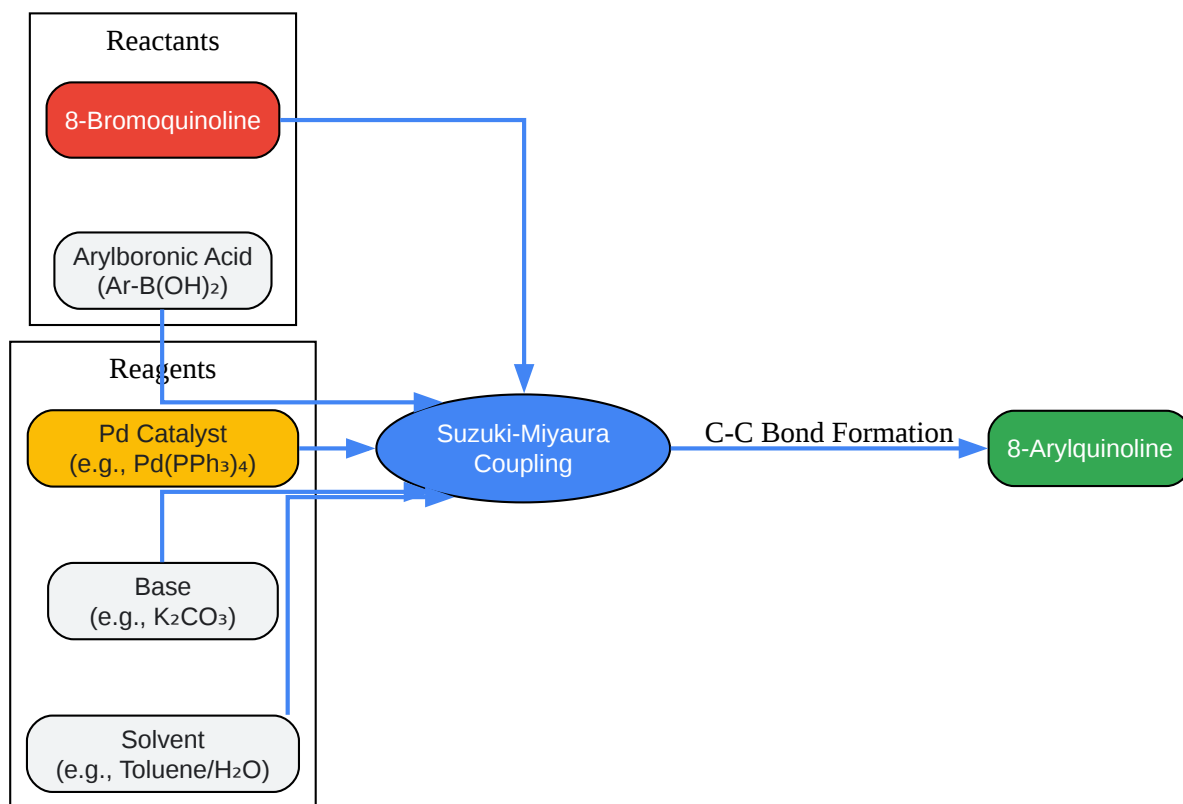 Reactants
8-Bromoquinoline
Arylboronic Acid
(Ar-B(OH)₂)
Reagents
Pd Catalyst
(e.g., Pd(PPh₃)₄)
Base
(e.g., K₂CO₃)
Solvent
(e.g., Toluene/H₂O)
Suzuki-Miyaura
Coupling
C-C Bond Formation
8-Arylquinoline